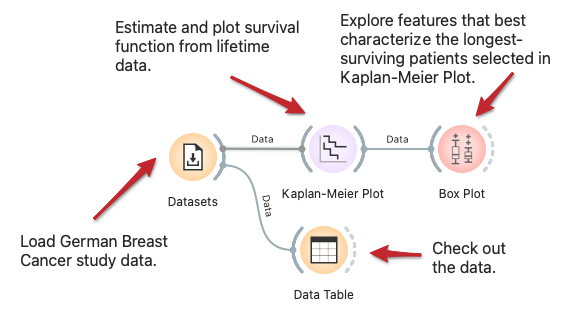 Estimate and plot survival
function from lifetime
data.
Explore features that best
characterize the longest-
surviving patients selected in
Kaplan-Meier Plot.
Data
Data
Datasets
Kaplan-Meier Plot
Box Plot
Data
Load German Breast
Cancer study data.
Check out
the data.
Data Table